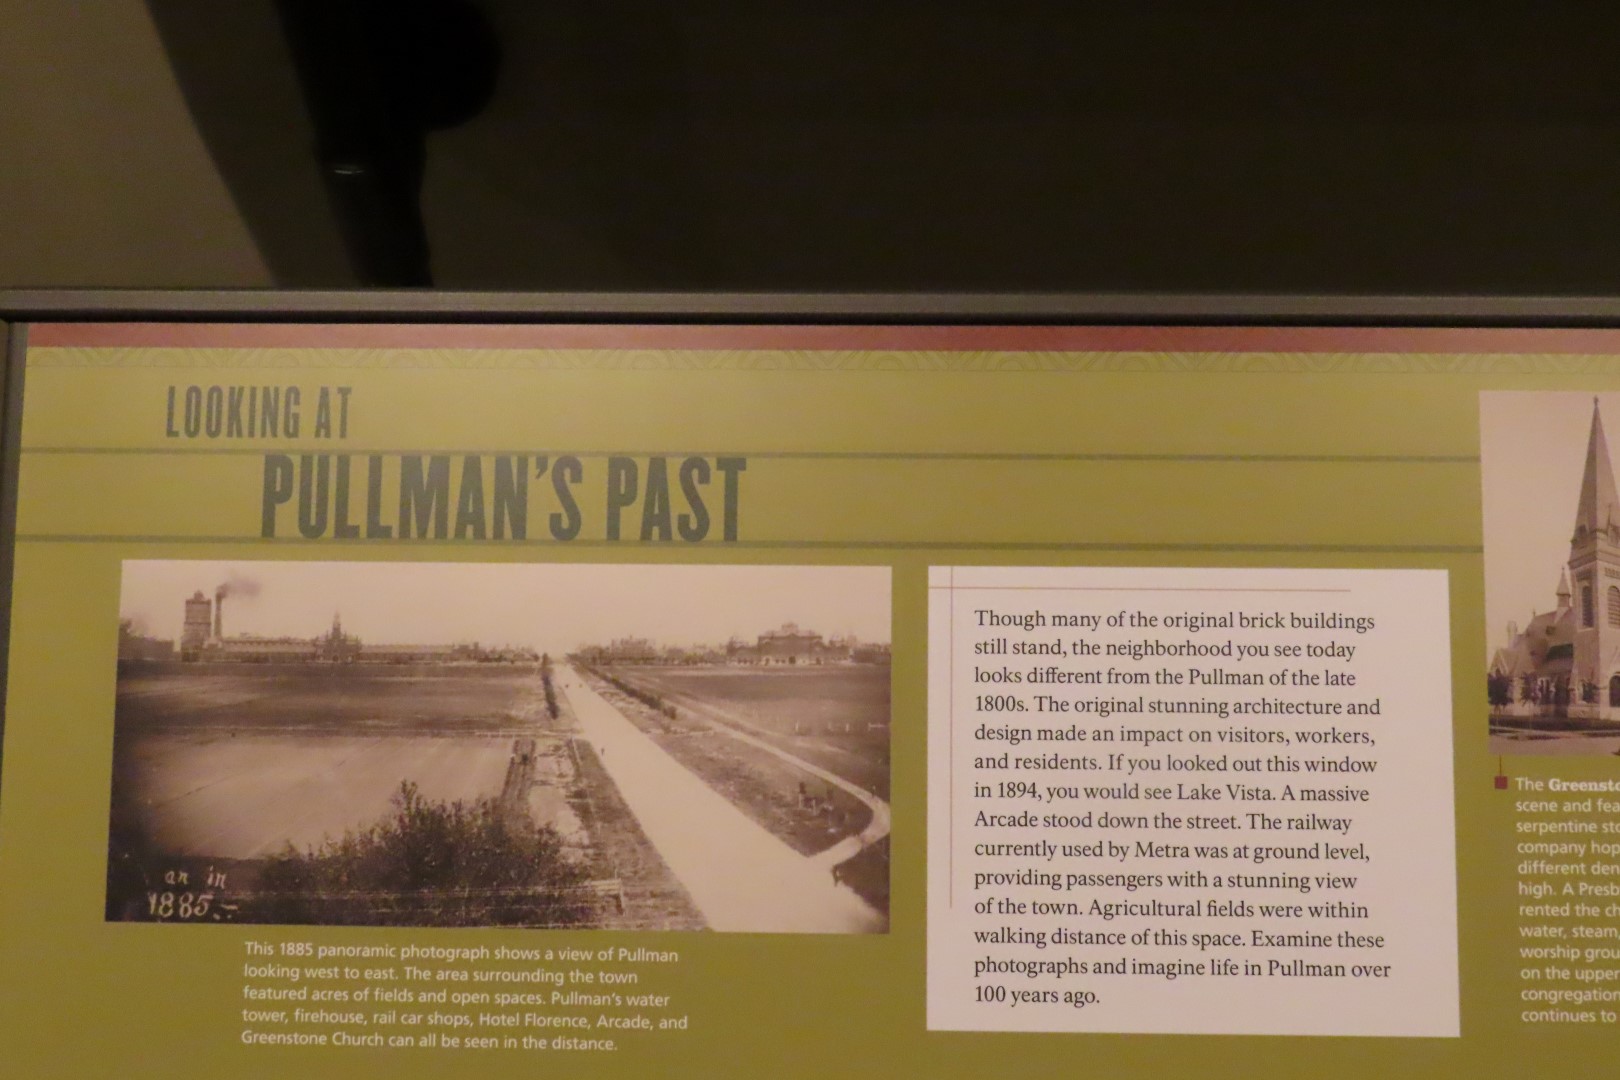 LOOKING AT
PULLMAN'S PAST
an in
1885.-
This 1885 panoramic photograph shows a view of Pullman
looking west to east. The area surrounding the town
featured acres of fields and open spaces. Pullman's water
tower, firehouse, rail car shops, Hotel Florence, Arcade, and
Greenstone Church can all be seen in the distance.
Though many of the original brick buildings
still stand, the neighborhood you see today
looks different from the Pullman of the late
1800s. The original stunning architecture and
design made an impact on visitors, workers,
and residents. If you looked out this window
in 1894, you would see Lake Vista. A massive
Arcade stood down the street. The railway
currently used by Metra was at ground level,
providing passengers with a stunning view
of the town. Agricultural fields were within
walking distance of this space. Examine these
photographs and imagine life in Pullman over
100 years ago.
The
scene and
serpentine
company
different
high. A
rented the
water, steam,
worship
on the upper
continues to